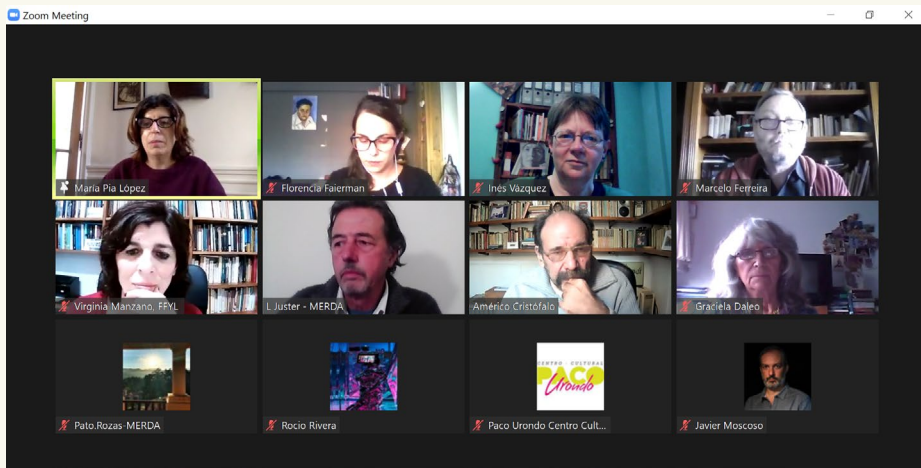 Zoom Meeting
María Pia López
Florencia Faierman
Inés Vázquez
Marcelo Ferreira
Virginia Manzano, FFYL
L Juster - MERDA
Américo Cristófalo
Graciela Daleo
Pato.Rozas-MERDA
Rocio Rivera
CENTRO CULTURAL
PACO
Urondo
Paco Urondo Centro Cult...
Javier Moscoso